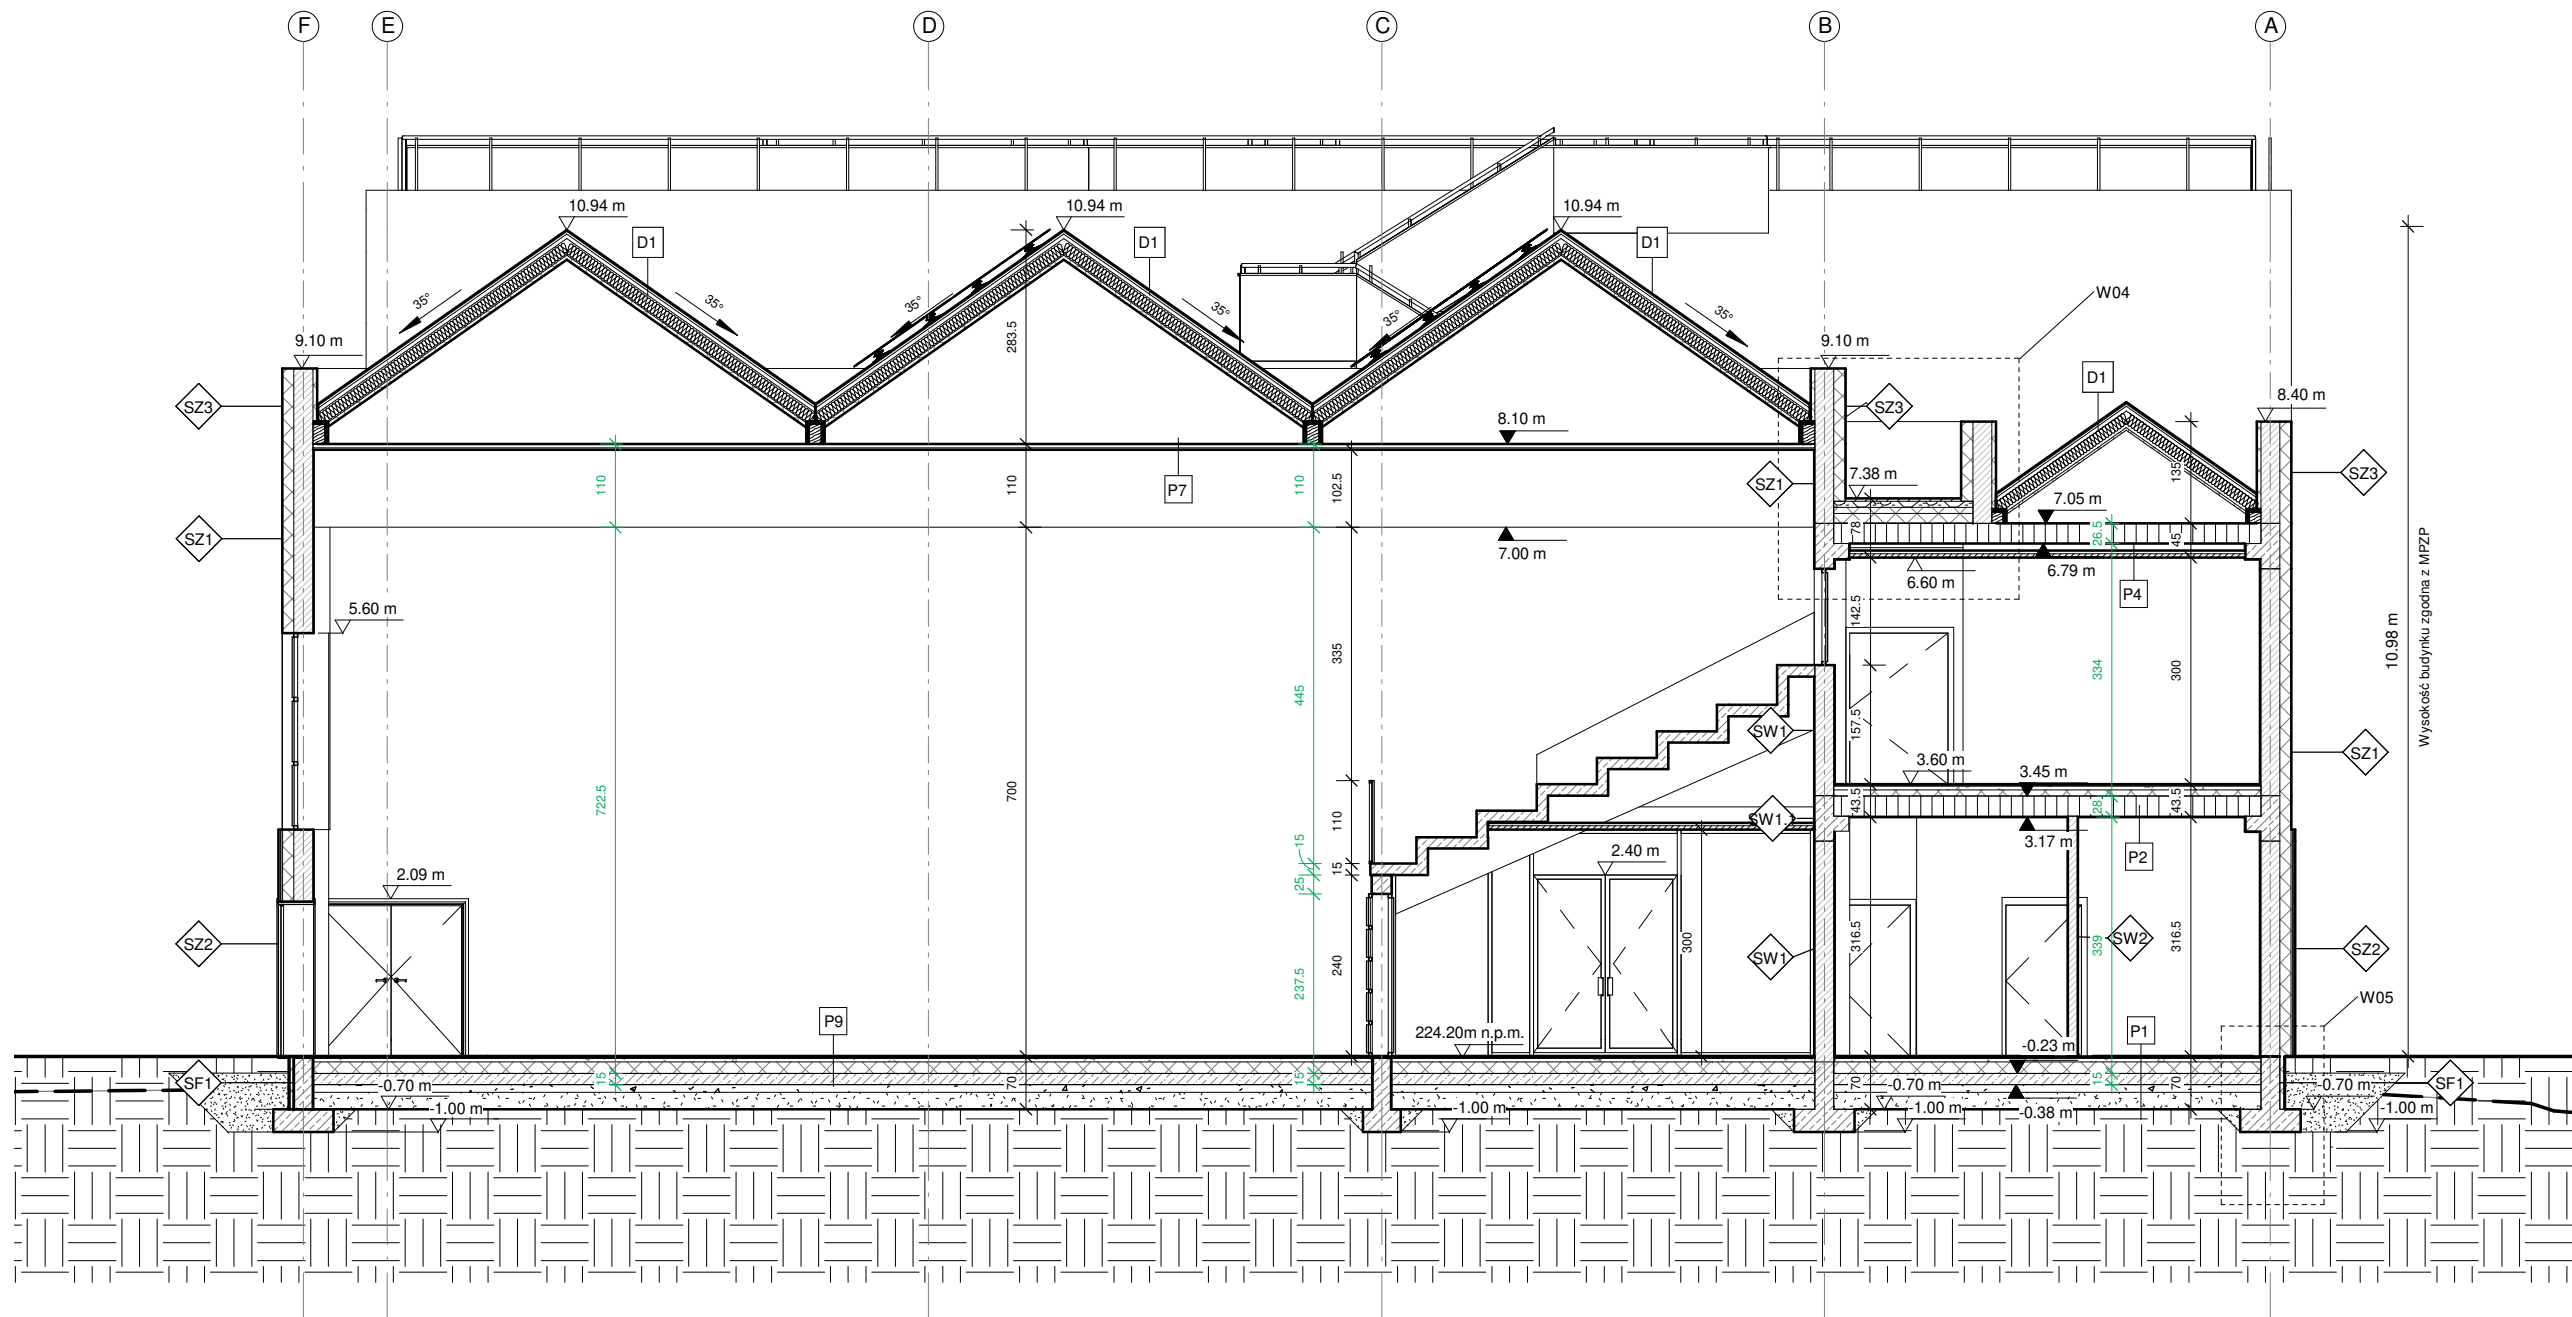 F E D C B A
10.94 m 10.94 m 10.94 m
D1 D1 D1
35° 35° 35° 35° 35° 35°
W04
9.10 m 9.10 m
283.5
D1
8.40 m
SZ3 SZ3
8.10 m
135
SZ3
7.38 m
SZ1
110 110 110 102.5
P7
7.05 m
SZ1
7.00 m
78 26.5 45
6.79 m
6.60 m
P4
5.60 m
142.5
10.98 m
Wysokość budynku zgodna z MPZP
335
445
334
300
157.5
SW1
SZ1
3.60 m
3.45 m
722.5
700
43.5 28 43.5
110
SW1.
3.17 m
15
15
25
2.40 m
P2
2.09 m
SZ2
237.5
240
300
316.5
339
316.5
SW1
SW2
SZ2
W05
P9
224.20m n.p.m.
P1
-0.23 m
SF1
-0.70 m
15
70
15
70
-0.70 m
15
70
-0.70 m
SF1
-1.00 m
-1.00 m
-1.00 m
-0.38 m
-1.00 m